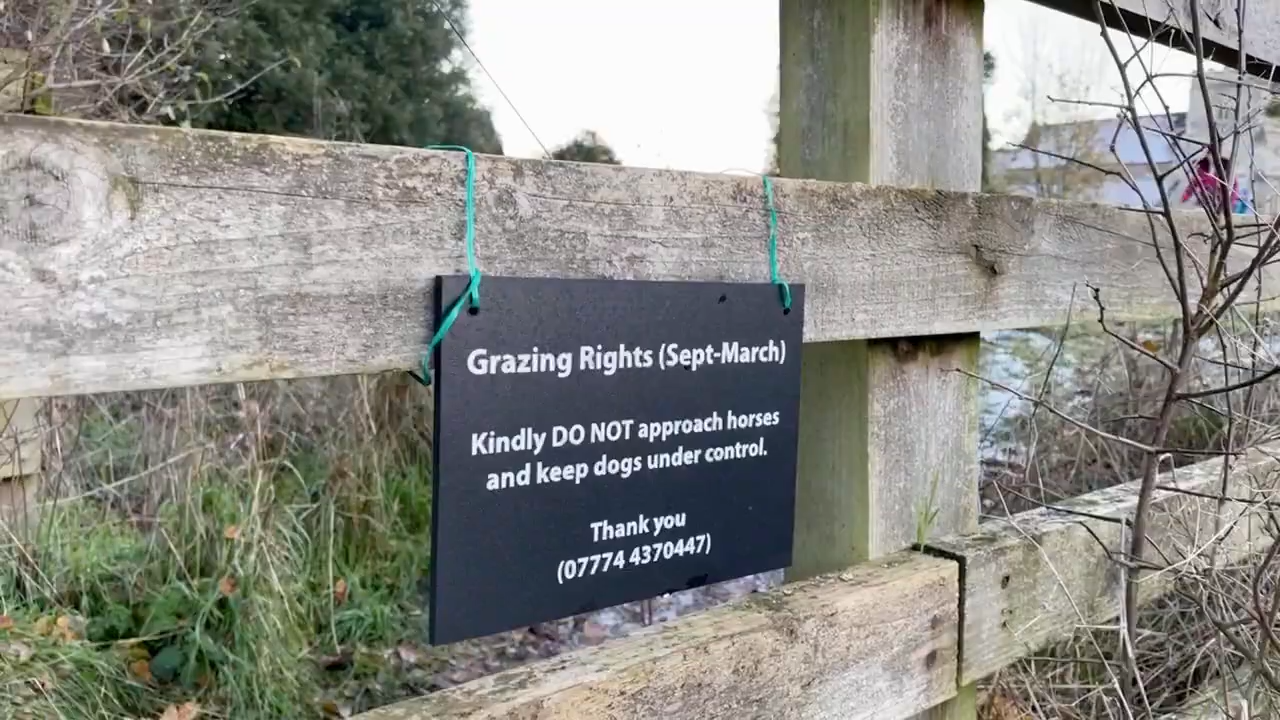 Grazing Rights (Sept-March)
Kindly DO NOT approach horses
and keep dogs under control.
Thank you
(07774 4370447)